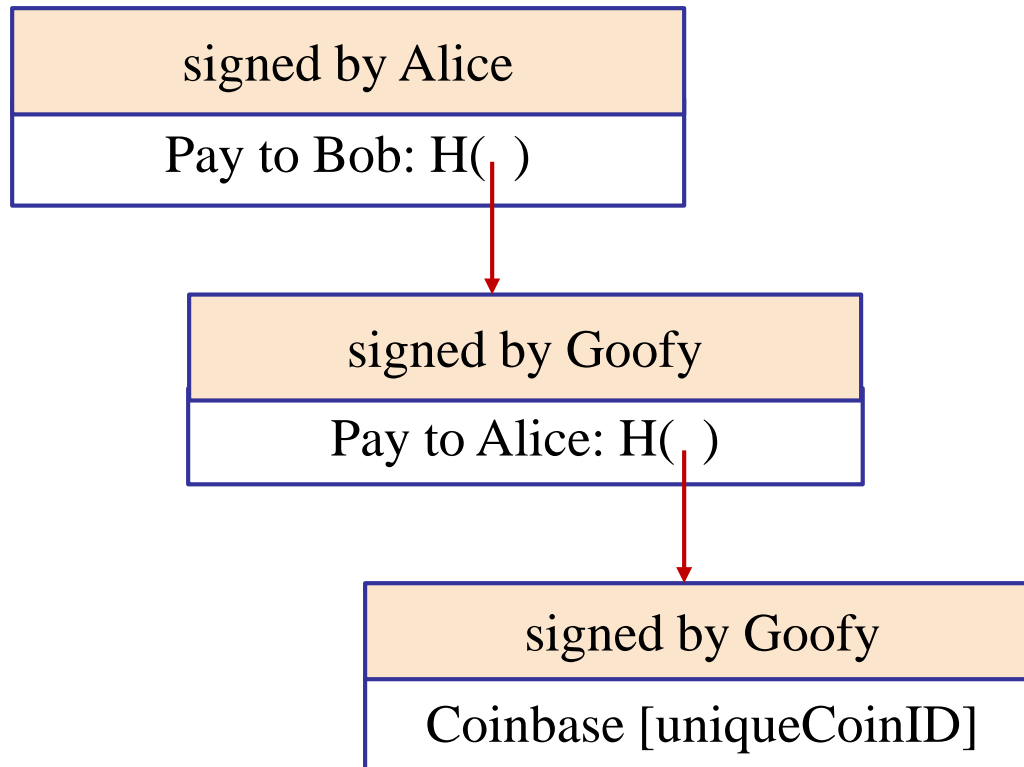 signed by Alice
Pay to Bob: H( )
signed by Goofy
Pay to Alice: H( )
signed by Goofy
Coinbase [uniqueCoinID]